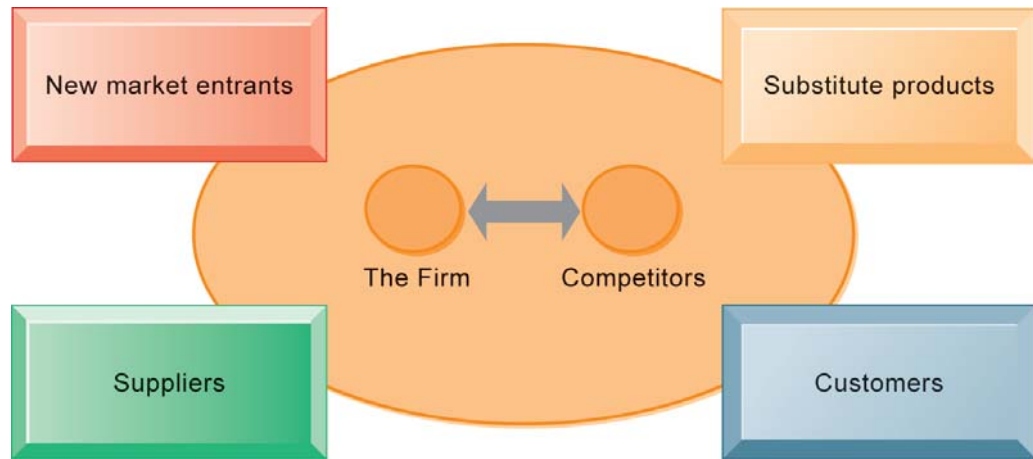 New market entrants
Substitute products
The Firm
Competitors
Suppliers
Customers